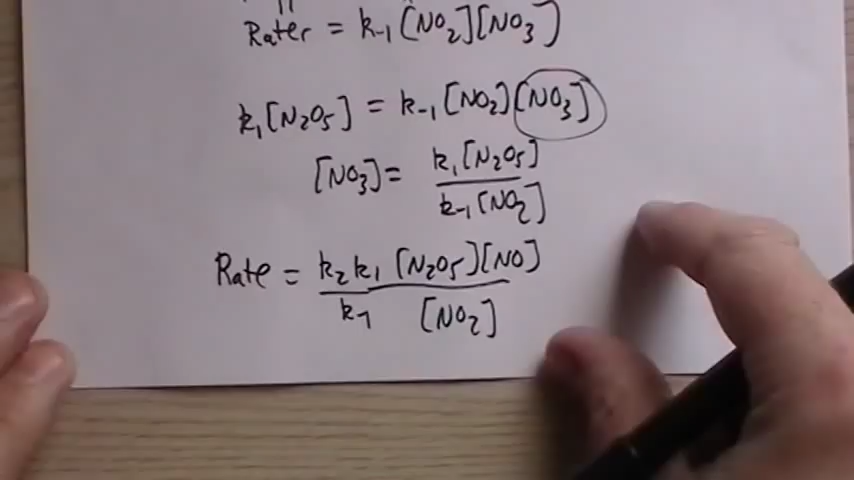 Rater = k-1 [NO2][NO3]
k1[N2O5] = k-1 [NO2][NO3]
[NO3] = k1[N2O5]
k-1 [NO2]
Rate = k2 k1 [N2O5][NO]
k-1 [NO2]